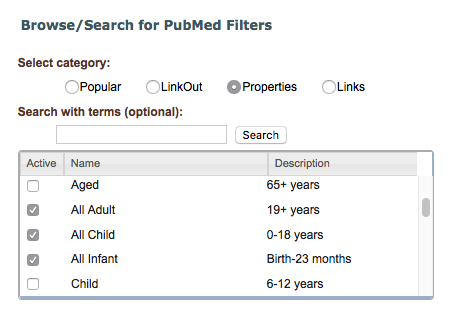 Browse/Search for PubMed Filters
Select category:
Popular LinkOut Properties Links
Search with terms (optional):
Search
Active Name Description
Aged 65+ years
All Adult 19+ years
All Child 0-18 years
All Infant Birth-23 months
Child 6-12 years